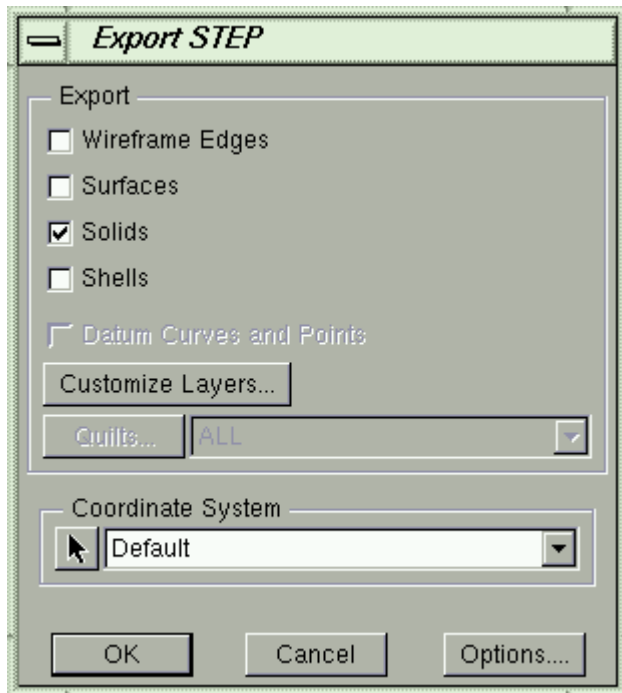 Export STEP
Export
Wireframe Edges
Surfaces
Solids
Shells
Datum Curves and Points
Customize Layers...
Quilts... ALL
Coordinate System
Default
OK Cancel Options....